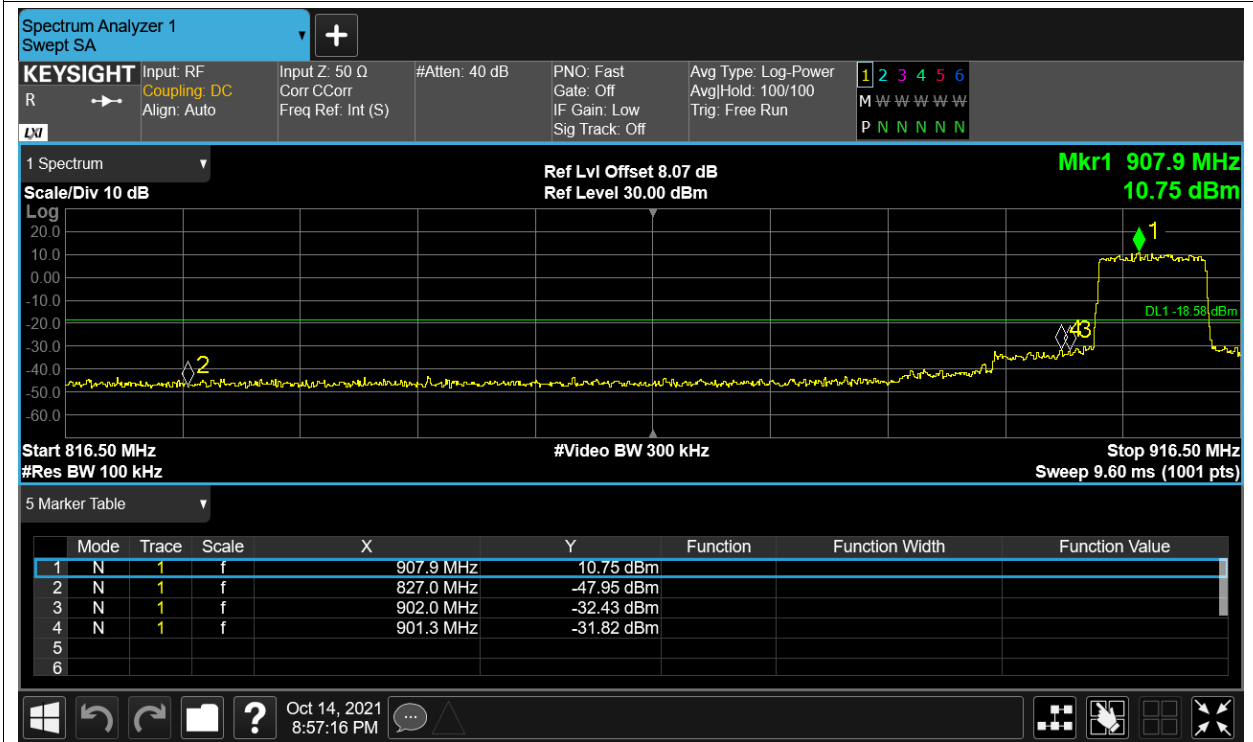 Spectrum Analyzer 1
Swept SA
+
KEYSIGHT Input: RF Input Z: 50 Ω #Atten: 40 dB PNO: Fast Avg Type: Log-Power 1 2 3 4 5 6
R Coupling: DC Corr CCorr Gate: Off Avg|Hold: 100/100 M W W W W W
Align: Auto Freq Ref: Int (S) IF Gain: Low Trig: Free Run
LXI Sig Track: Off P N N N N N N
1 Spectrum Ref Lvl Offset 8.07 dB Mkr1 907.9 MHz
Scale/Div 10 dB Ref Level 30.00 dBm 10.75 dBm
Log
20.0
10.0
0.00
-10.0
-20.0
-30.0
-40.0
-50.0
-60.0
1
DL1 -18.58 dBm
43
2
Start 816.50 MHz #Video BW 300 kHz Stop 916.50 MHz
#Res BW 100 kHz Sweep 9.60 ms (1001 pts)
5 Marker Table
Mode Trace Scale X Y Function Function Width Function Value
1 N 1 f 907.9 MHz 10.75 dBm
2 N 1 f 827.0 MHz -47.95 dBm
3 N 1 f 902.0 MHz -32.43 dBm
4 N 1 f 901.3 MHz -31.82 dBm
5
6
? Oct 14, 2021
8:57:16 PM